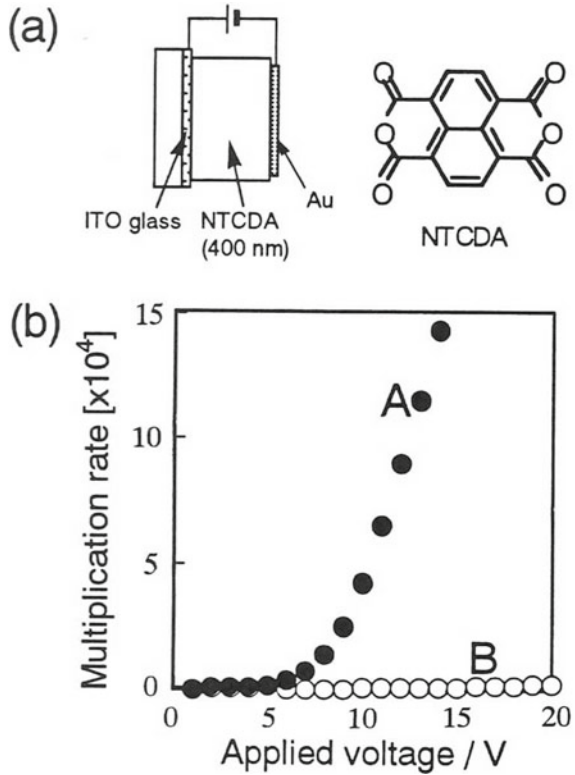 (a)
ITO glass
NTCDA
(400 nm)
Au
O
O
O
O
O
O
NTCDA
(b)
Multiplication rate [x10⁴]
15
10
5
0
A
B
0
5
10
15
20
Applied voltage / V